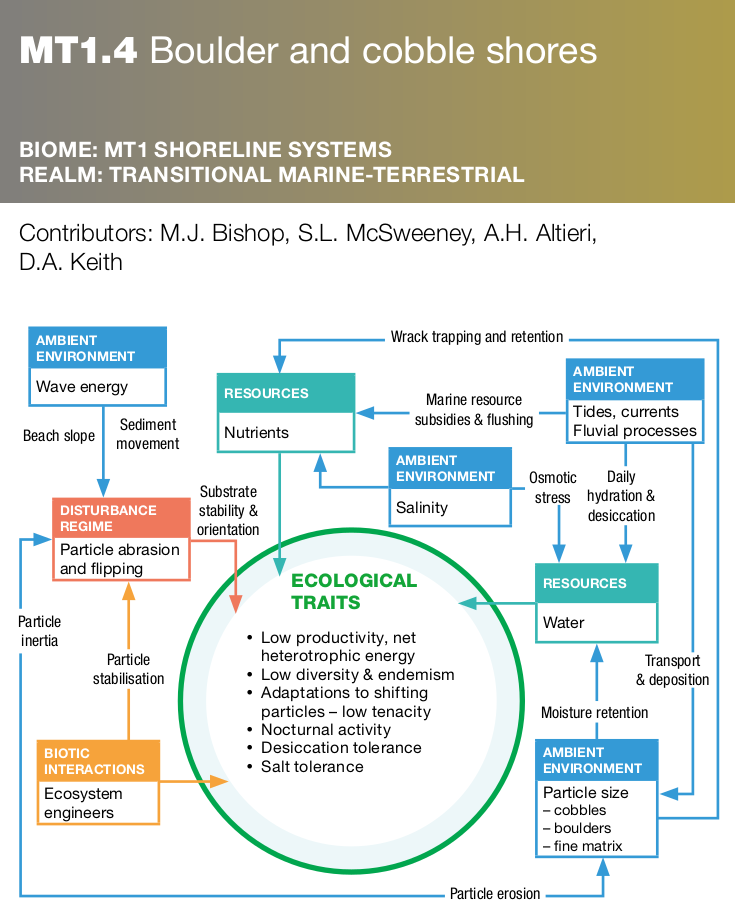 MT1.4 Boulder and cobble shores
BIOME: MT1 SHORELINE SYSTEMS
REALM: TRANSITIONAL MARINE-TERRESTRIAL
Contributors: M.J. Bishop, S.L. McSweeney, A.H. Altieri,
D.A. Keith
Wrack trapping and retention
AMBIENT
ENVIRONMENT
Wave energy
RESOURCES
Nutrients
Marine resource
subsidies & flushing
AMBIENT
ENVIRONMENT
Tides, currents
Fluvial processes
Beach slope
Sediment
movement
AMBIENT
ENVIRONMENT
Salinity
Osmotic
stress
Daily
hydration &
desiccation
DISTURBANCE
REGIME
Particle abrasion
and flipping
Substrate
stability &
orientation
RESOURCES
Water
ECOLOGICAL
TRAITS
• Low productivity, net
heterotrophic energy
• Low diversity & endemism
• Adaptations to shifting
particles – low tenacity
• Nocturnal activity
• Desiccation tolerance
• Salt tolerance
Particle
inertia
Particle
stabilisation
Transport
& deposition
Moisture retention
BIOTIC
INTERACTIONS
Ecosystem
engineers
AMBIENT
ENVIRONMENT
Particle size
– cobbles
– boulders
– fine matrix
Particle erosion